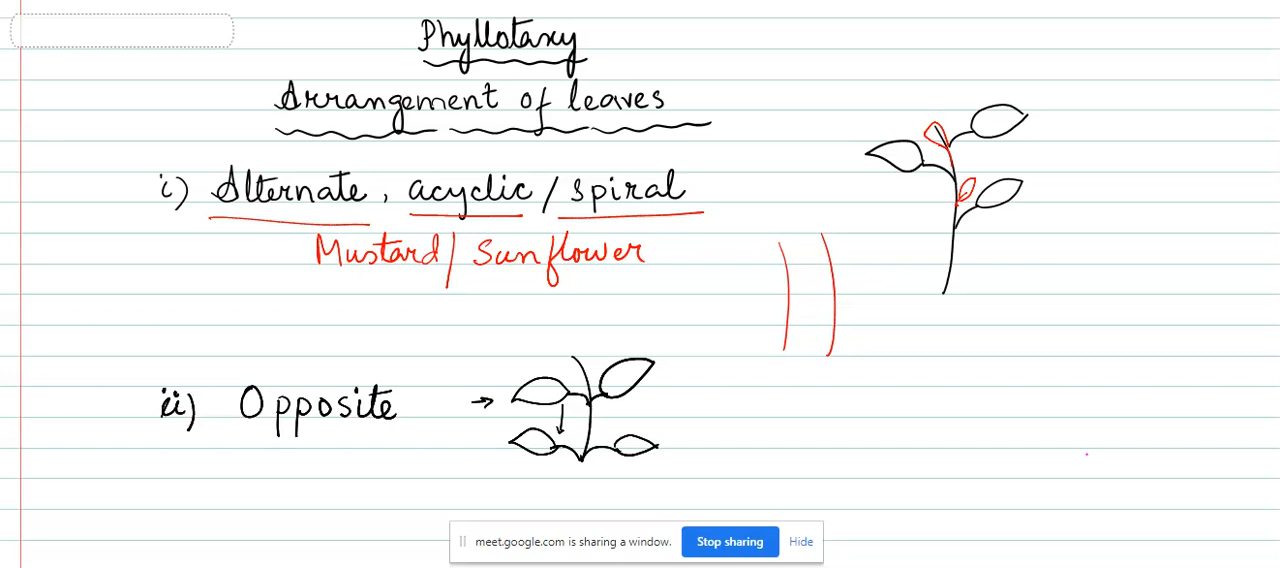 Phyllotaxy
Arrangement of leaves
i) Alternate, acyclic / spiral
Mustard / Sunflower
ii) Opposite →
meet.google.com is sharing a window. Stop sharing Hide